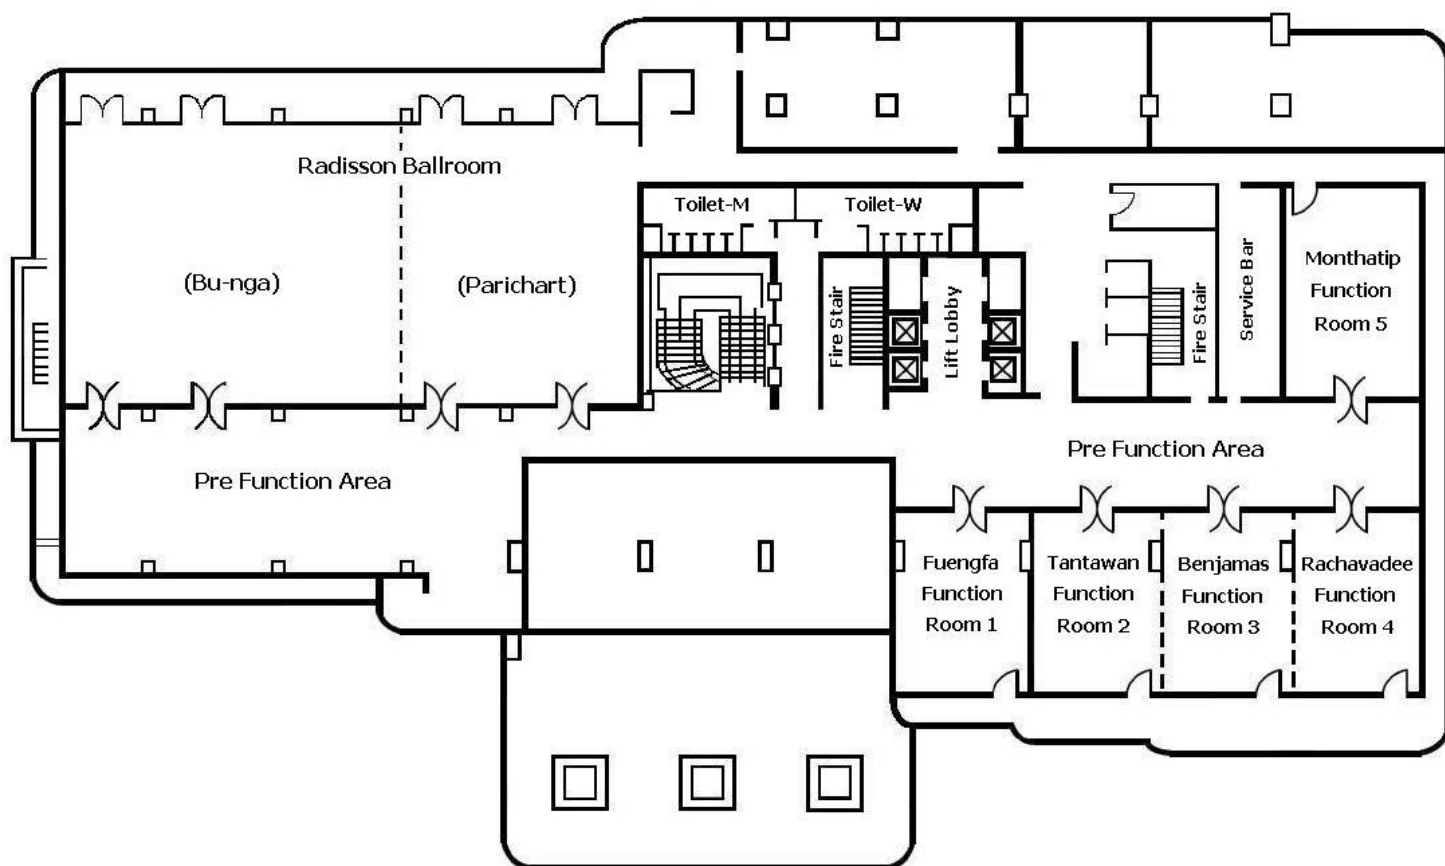 Radisson Ballroom
(Bu-nga)
(Parichart)
Toilet-M
Toilet-W
Fire Stair
Lift Lobby
Fire Stair
Service Bar
Monthatip
Function
Room 5
Pre Function Area
Pre Function Area
Fuengfa
Function
Room 1
Tantawan
Function
Room 2
Benjamas
Function
Room 3
Rachavadee
Function
Room 4